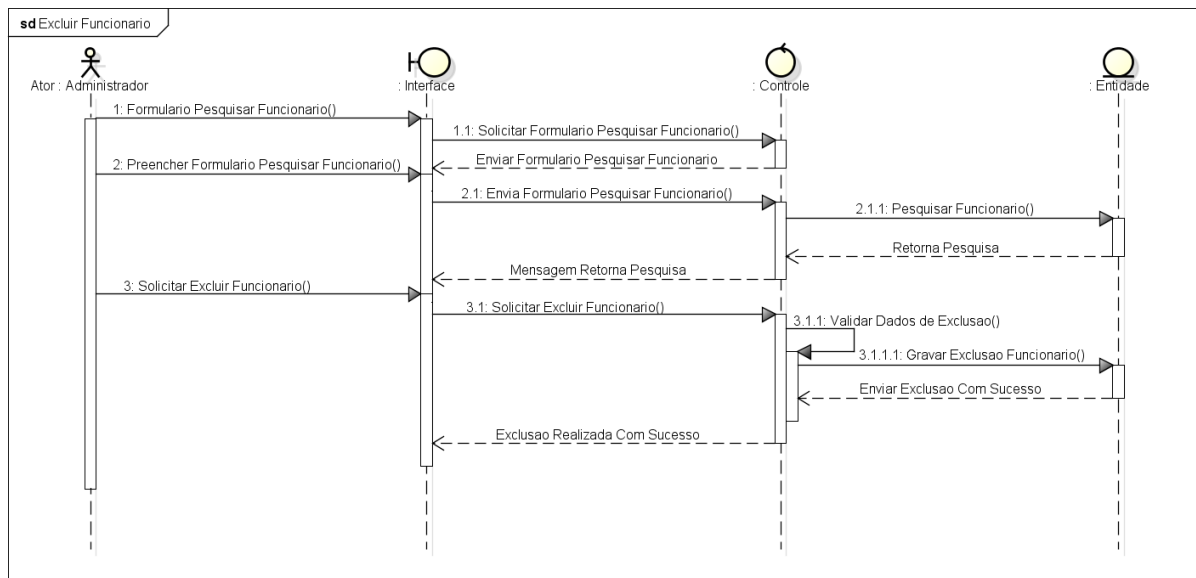 sd Excluir Funcionario
Ator : Administrador
: Interface
: Controle
: Entidade
1: Formulario Pesquisar Funcionario()
1.1: Solicitar Formulario Pesquisar Funcionario()
Enviar Formulario Pesquisar Funcionario
2: Preencher Formulario Pesquisar Funcionario()
2.1: Envia Formulario Pesquisar Funcionario()
2.1.1: Pesquisar Funcionario()
Retorna Pesquisa
Mensagem Retorna Pesquisa
3: Solicitar Excluir Funcionario()
3.1: Solicitar Excluir Funcionario()
3.1.1: Validar Dados de Exclusao()
3.1.1.1: Gravar Exclusao Funcionario()
Enviar Exclusao Com Sucesso
Exclusao Realizada Com Sucesso